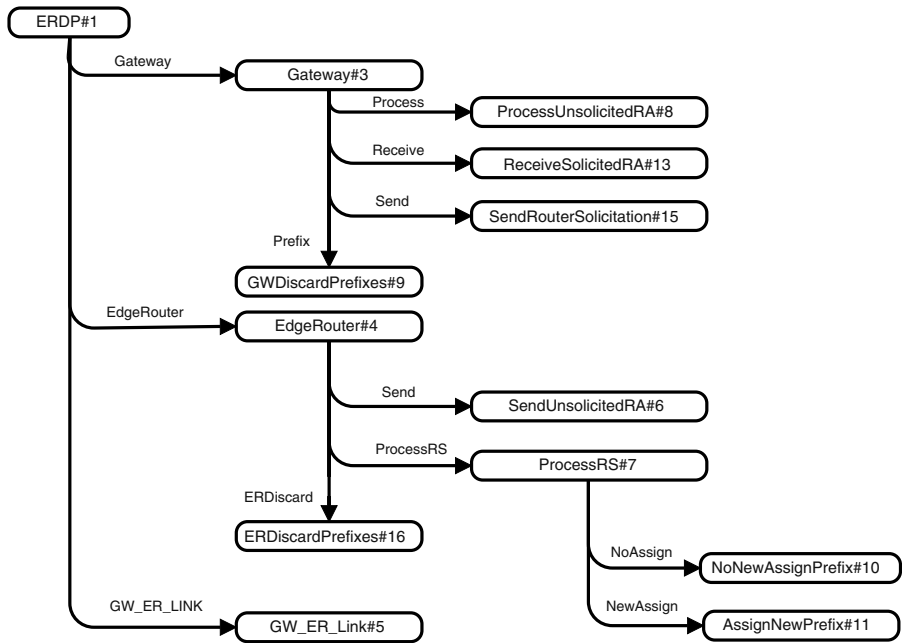 ERDP#1
Gateway
Gateway#3
Process
ProcessUnsolicitedRA#8
Receive
ReceiveSolicitedRA#13
Send
SendRouterSolicitation#15
Prefix
GWDiscardPrefixes#9
EdgeRouter
EdgeRouter#4
Send
SendUnsolicitedRA#6
ProcessRS
ProcessRS#7
ERDiscard
ERDiscardPrefixes#16
NoAssign
NoNewAssignPrefix#10
NewAssign
AssignNewPrefix#11
GW_ER_LINK
GW_ER_Link#5